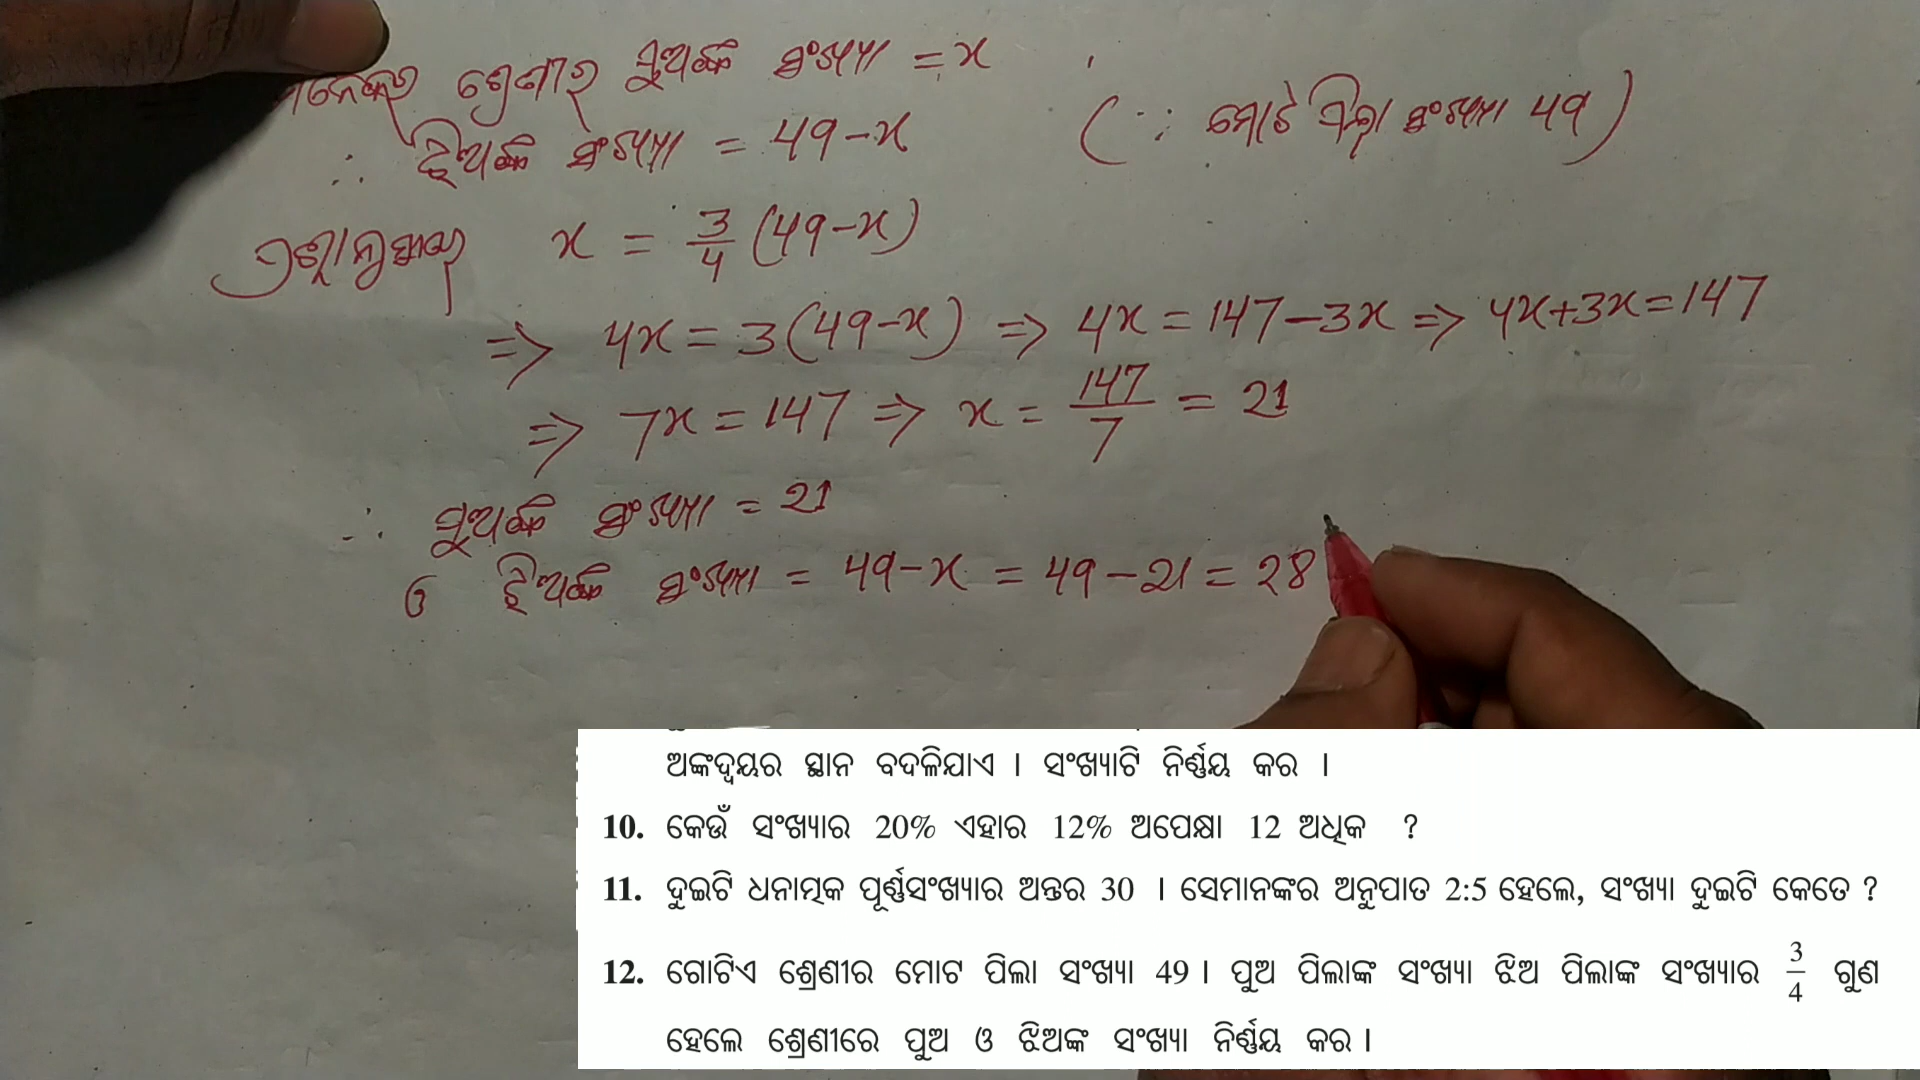 ମନେକର ଶ୍ରେଣୀର ପୁଅଙ୍କ ସଂଖ୍ୟା = x
∴ ଝିଅଙ୍କ ସଂଖ୍ୟା = 49-x (∵ ମୋଟ ପିଲା ସଂଖ୍ୟା 49)
ପ୍ରଶ୍ନାନୁସାରେ x = 3/4 (49-x)
⇒ 4x = 3(49-x) ⇒ 4x = 147-3x ⇒ 4x+3x=147
⇒ 7x = 147 ⇒ x = 147/7 = 21
∴ ପୁଅଙ୍କ ସଂଖ୍ୟା = 21
ଓ ଝିଅଙ୍କ ସଂଖ୍ୟା = 49-x = 49-21 = 28
ଅଙ୍କଦ୍ୱୟର ସ୍ଥାନ ବଦଳିଯାଏ । ସଂଖ୍ୟାଟି ନିର୍ଣ୍ଣୟ କର ।
10. କେଉଁ ସଂଖ୍ୟାର 20% ଏହାର 12% ଅପେକ୍ଷା 12 ଅଧିକ ?
11. ଦୁଇଟି ଧନାତ୍ମକ ପୂର୍ଣ୍ଣସଂଖ୍ୟାର ଅନ୍ତର 30 । ସେମାନଙ୍କର ଅନୁପାତ 2:5 ହେଲେ, ସଂଖ୍ୟା ଦୁଇଟି କେତେ ?
12. ଗୋଟିଏ ଶ୍ରେଣୀର ମୋଟ ପିଲା ସଂଖ୍ୟା 49 । ପୁଅ ପିଲାଙ୍କ ସଂଖ୍ୟା ଝିଅ ପିଲାଙ୍କ ସଂଖ୍ୟାର 3/4 ଗୁଣ
ହେଲେ ଶ୍ରେଣୀରେ ପୁଅ ଓ ଝିଅଙ୍କ ସଂଖ୍ୟା ନିର୍ଣ୍ଣୟ କର ।